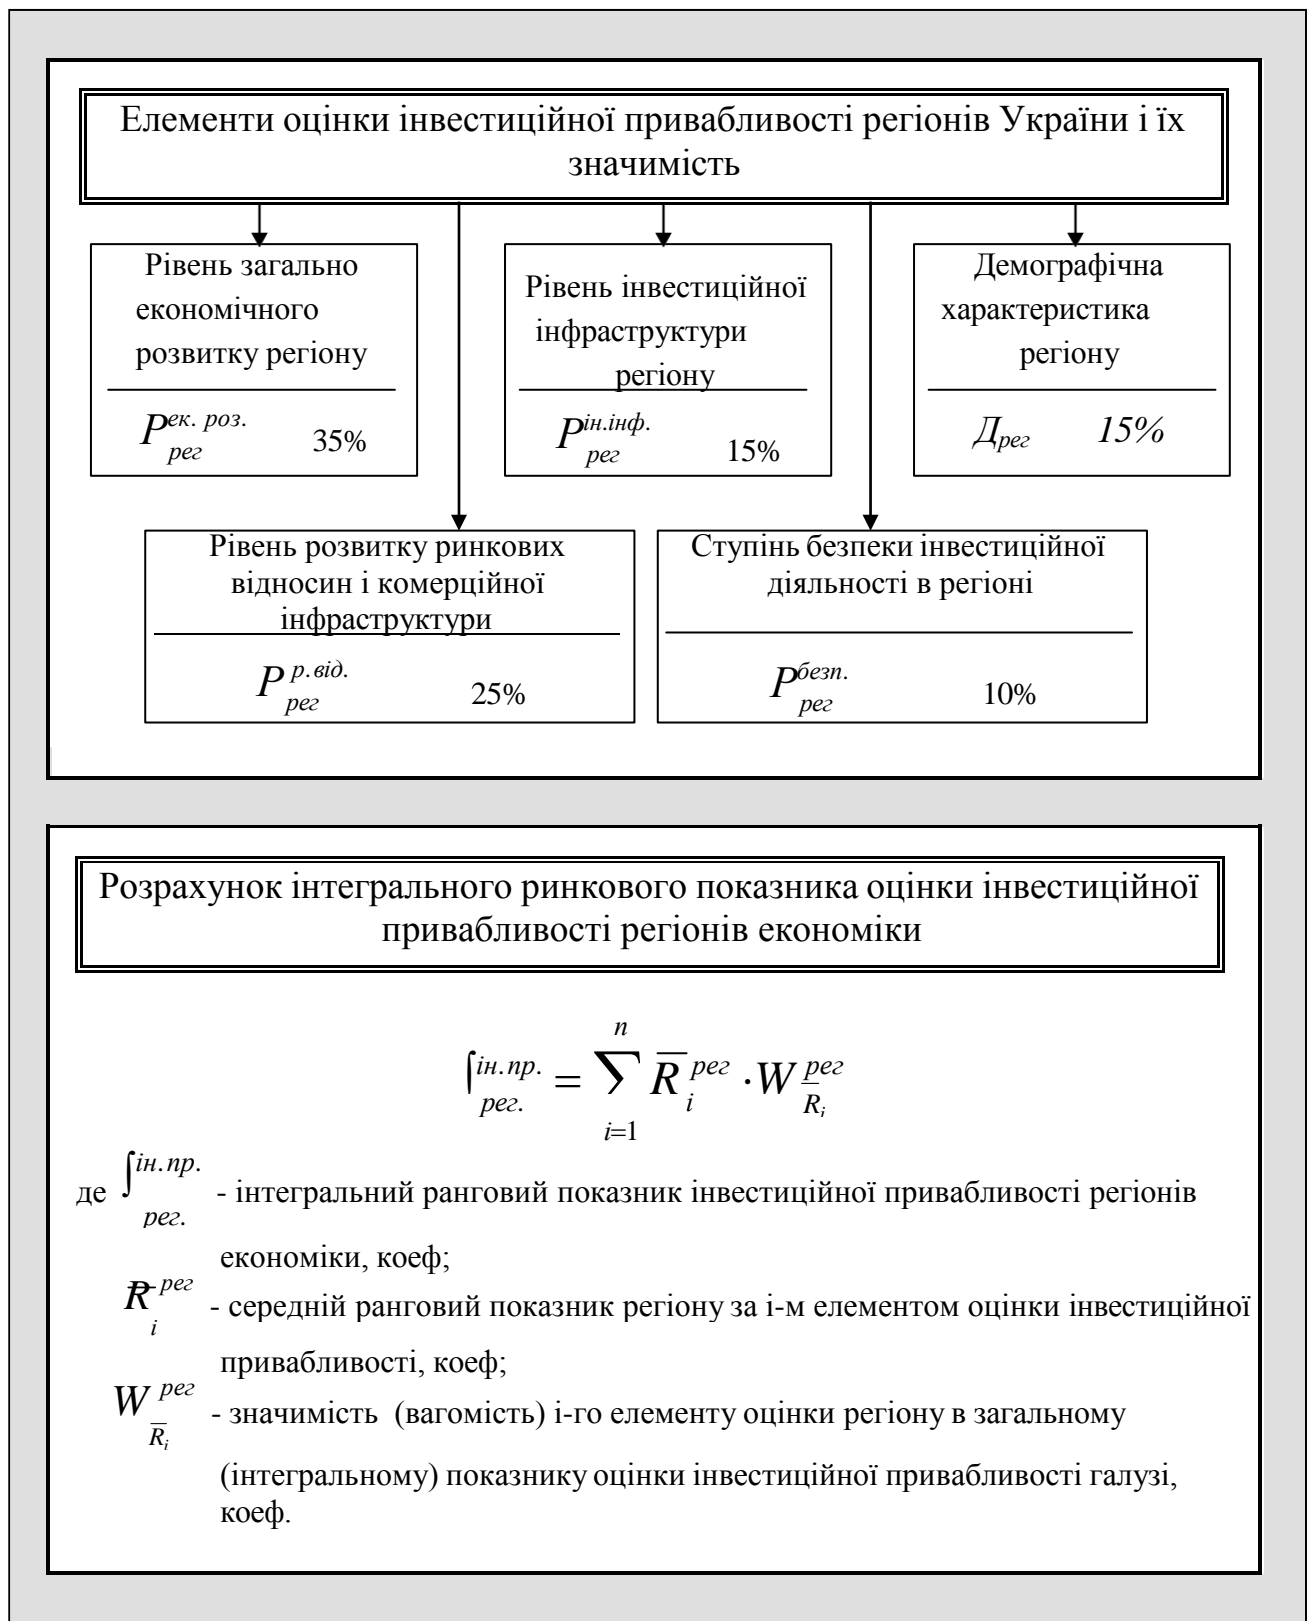 Елементи оцінки інвестиційної привабливості регіонів України і їх
значимість
Рівень загально
економічного
розвитку регіону
P ек. роз. рег 35%
Рівень інвестиційної
інфраструктури
регіону
P ін.інф. рег 15%
Демографічна
характеристика
регіону
Д рег 15%
Рівень розвитку ринкових
відносин і комерційної
інфраструктури
P р.від. рег 25%
Ступінь безпеки інвестиційної
діяльності в регіоні
P безп. рег 10%
Розрахунок інтегрального ринкового показника оцінки інвестиційної
привабливості регіонів економіки
∫ ін.пр. рег. = ∑ n i=1 R̅ i рег · W R̅i рег
де ∫ ін.пр. рег. - інтегральний ранговий показник інвестиційної привабливості регіонів
економіки, коеф;
R̅ i рег - середній ранговий показник регіону за і-м елементом оцінки інвестиційної
привабливості, коеф;
W R̅i рег - значимість (вагомість) і-го елементу оцінки регіону в загальному
(інтегральному) показнику оцінки інвестиційної привабливості галузі,
коеф.